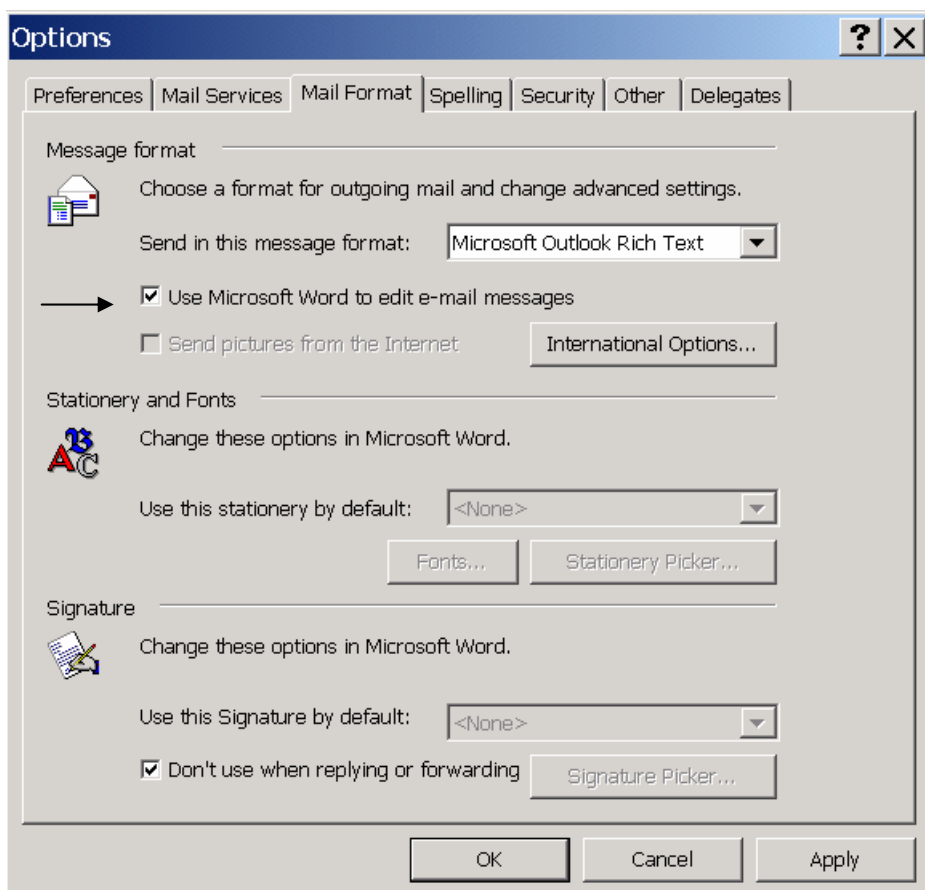 Options
Preferences Mail Services Mail Format Spelling Security Other Delegates
Message format
Choose a format for outgoing mail and change advanced settings.
Send in this message format: Microsoft Outlook Rich Text
Use Microsoft Word to edit e-mail messages
Send pictures from the Internet International Options...
Stationery and Fonts
Change these options in Microsoft Word.
Use this stationery by default: <None>
Fonts... Stationery Picker...
Signature
Change these options in Microsoft Word.
Use this Signature by default: <None>
Don't use when replying or forwarding Signature Picker...
OK Cancel Apply